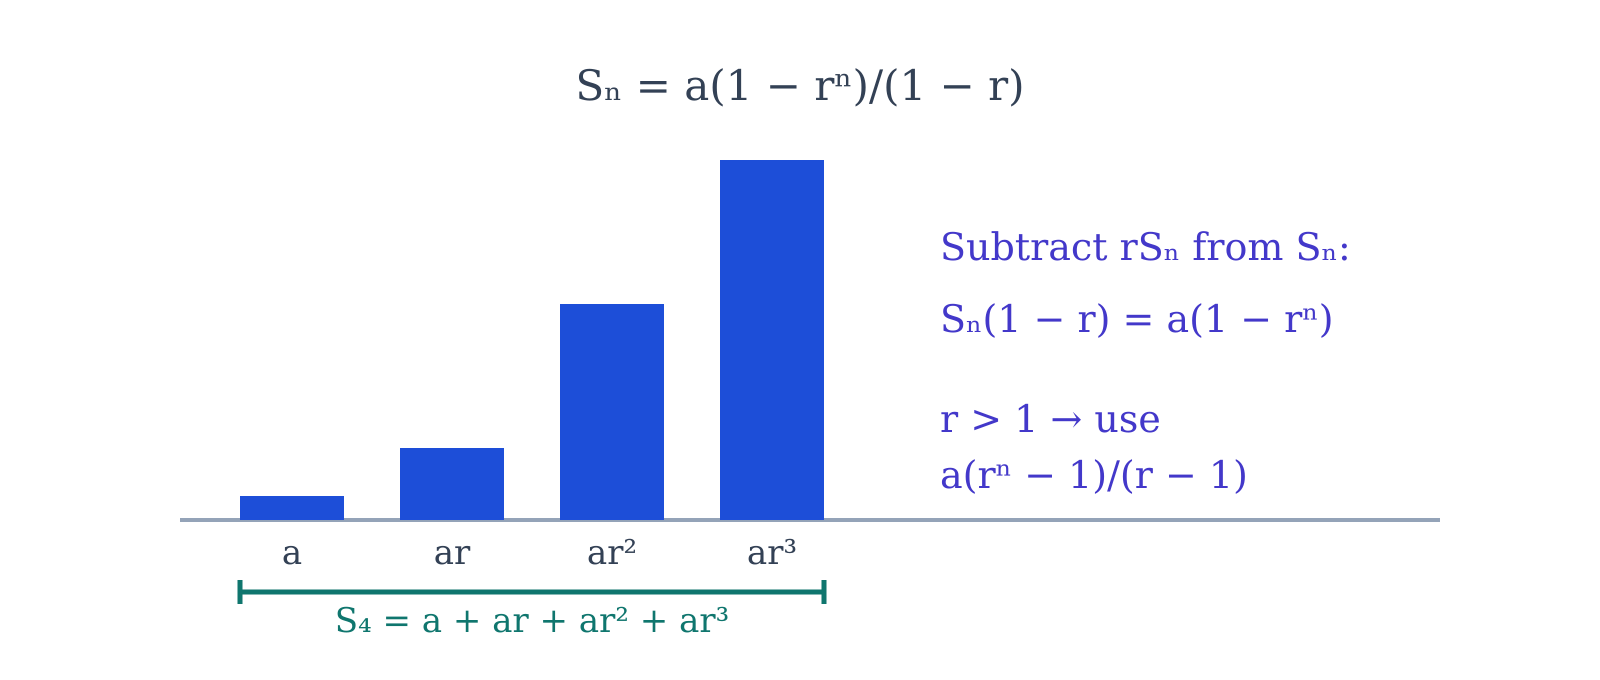 Sₙ = a(1 − rⁿ)/(1 − r)
Subtract rSₙ from Sₙ:
Sₙ(1 − r) = a(1 − rⁿ)
r > 1 → use
a(rⁿ − 1)/(r − 1)
a
ar
ar²
ar³
S₄ = a + ar + ar² + ar³